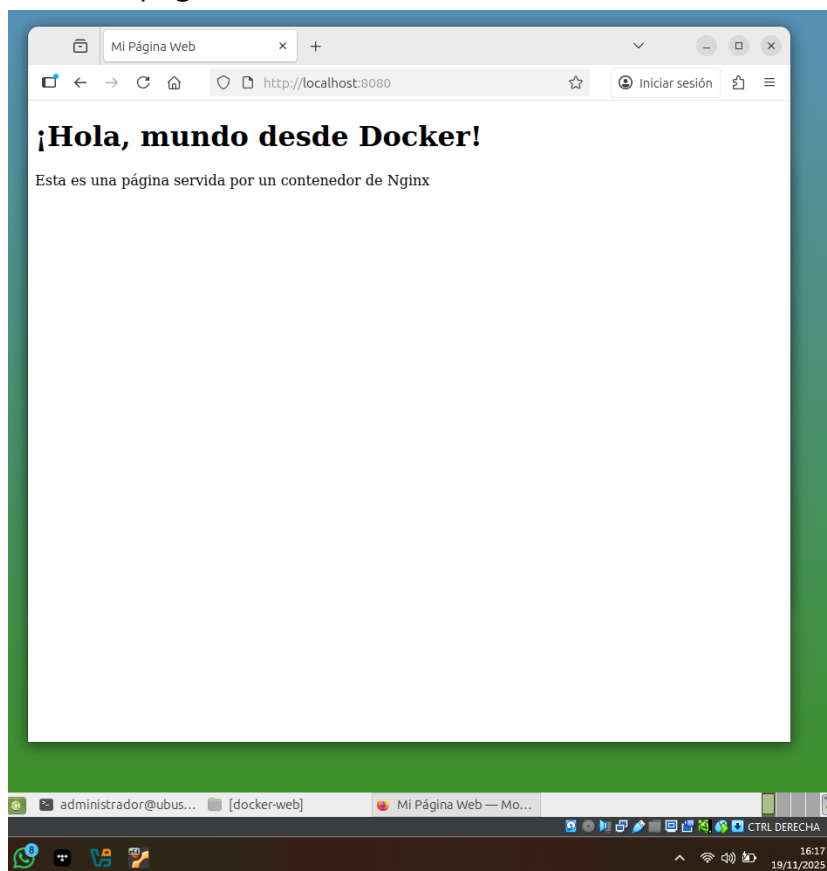 Mi Página Web
http://localhost:8080
Iniciar sesión
¡Hola, mundo desde Docker!
Esta es una página servida por un contenedor de Nginx
administrador@ubus...
[docker-web]
Mi Página Web — Mo...
CTRL DERECHA
8
16:17
19/11/2025